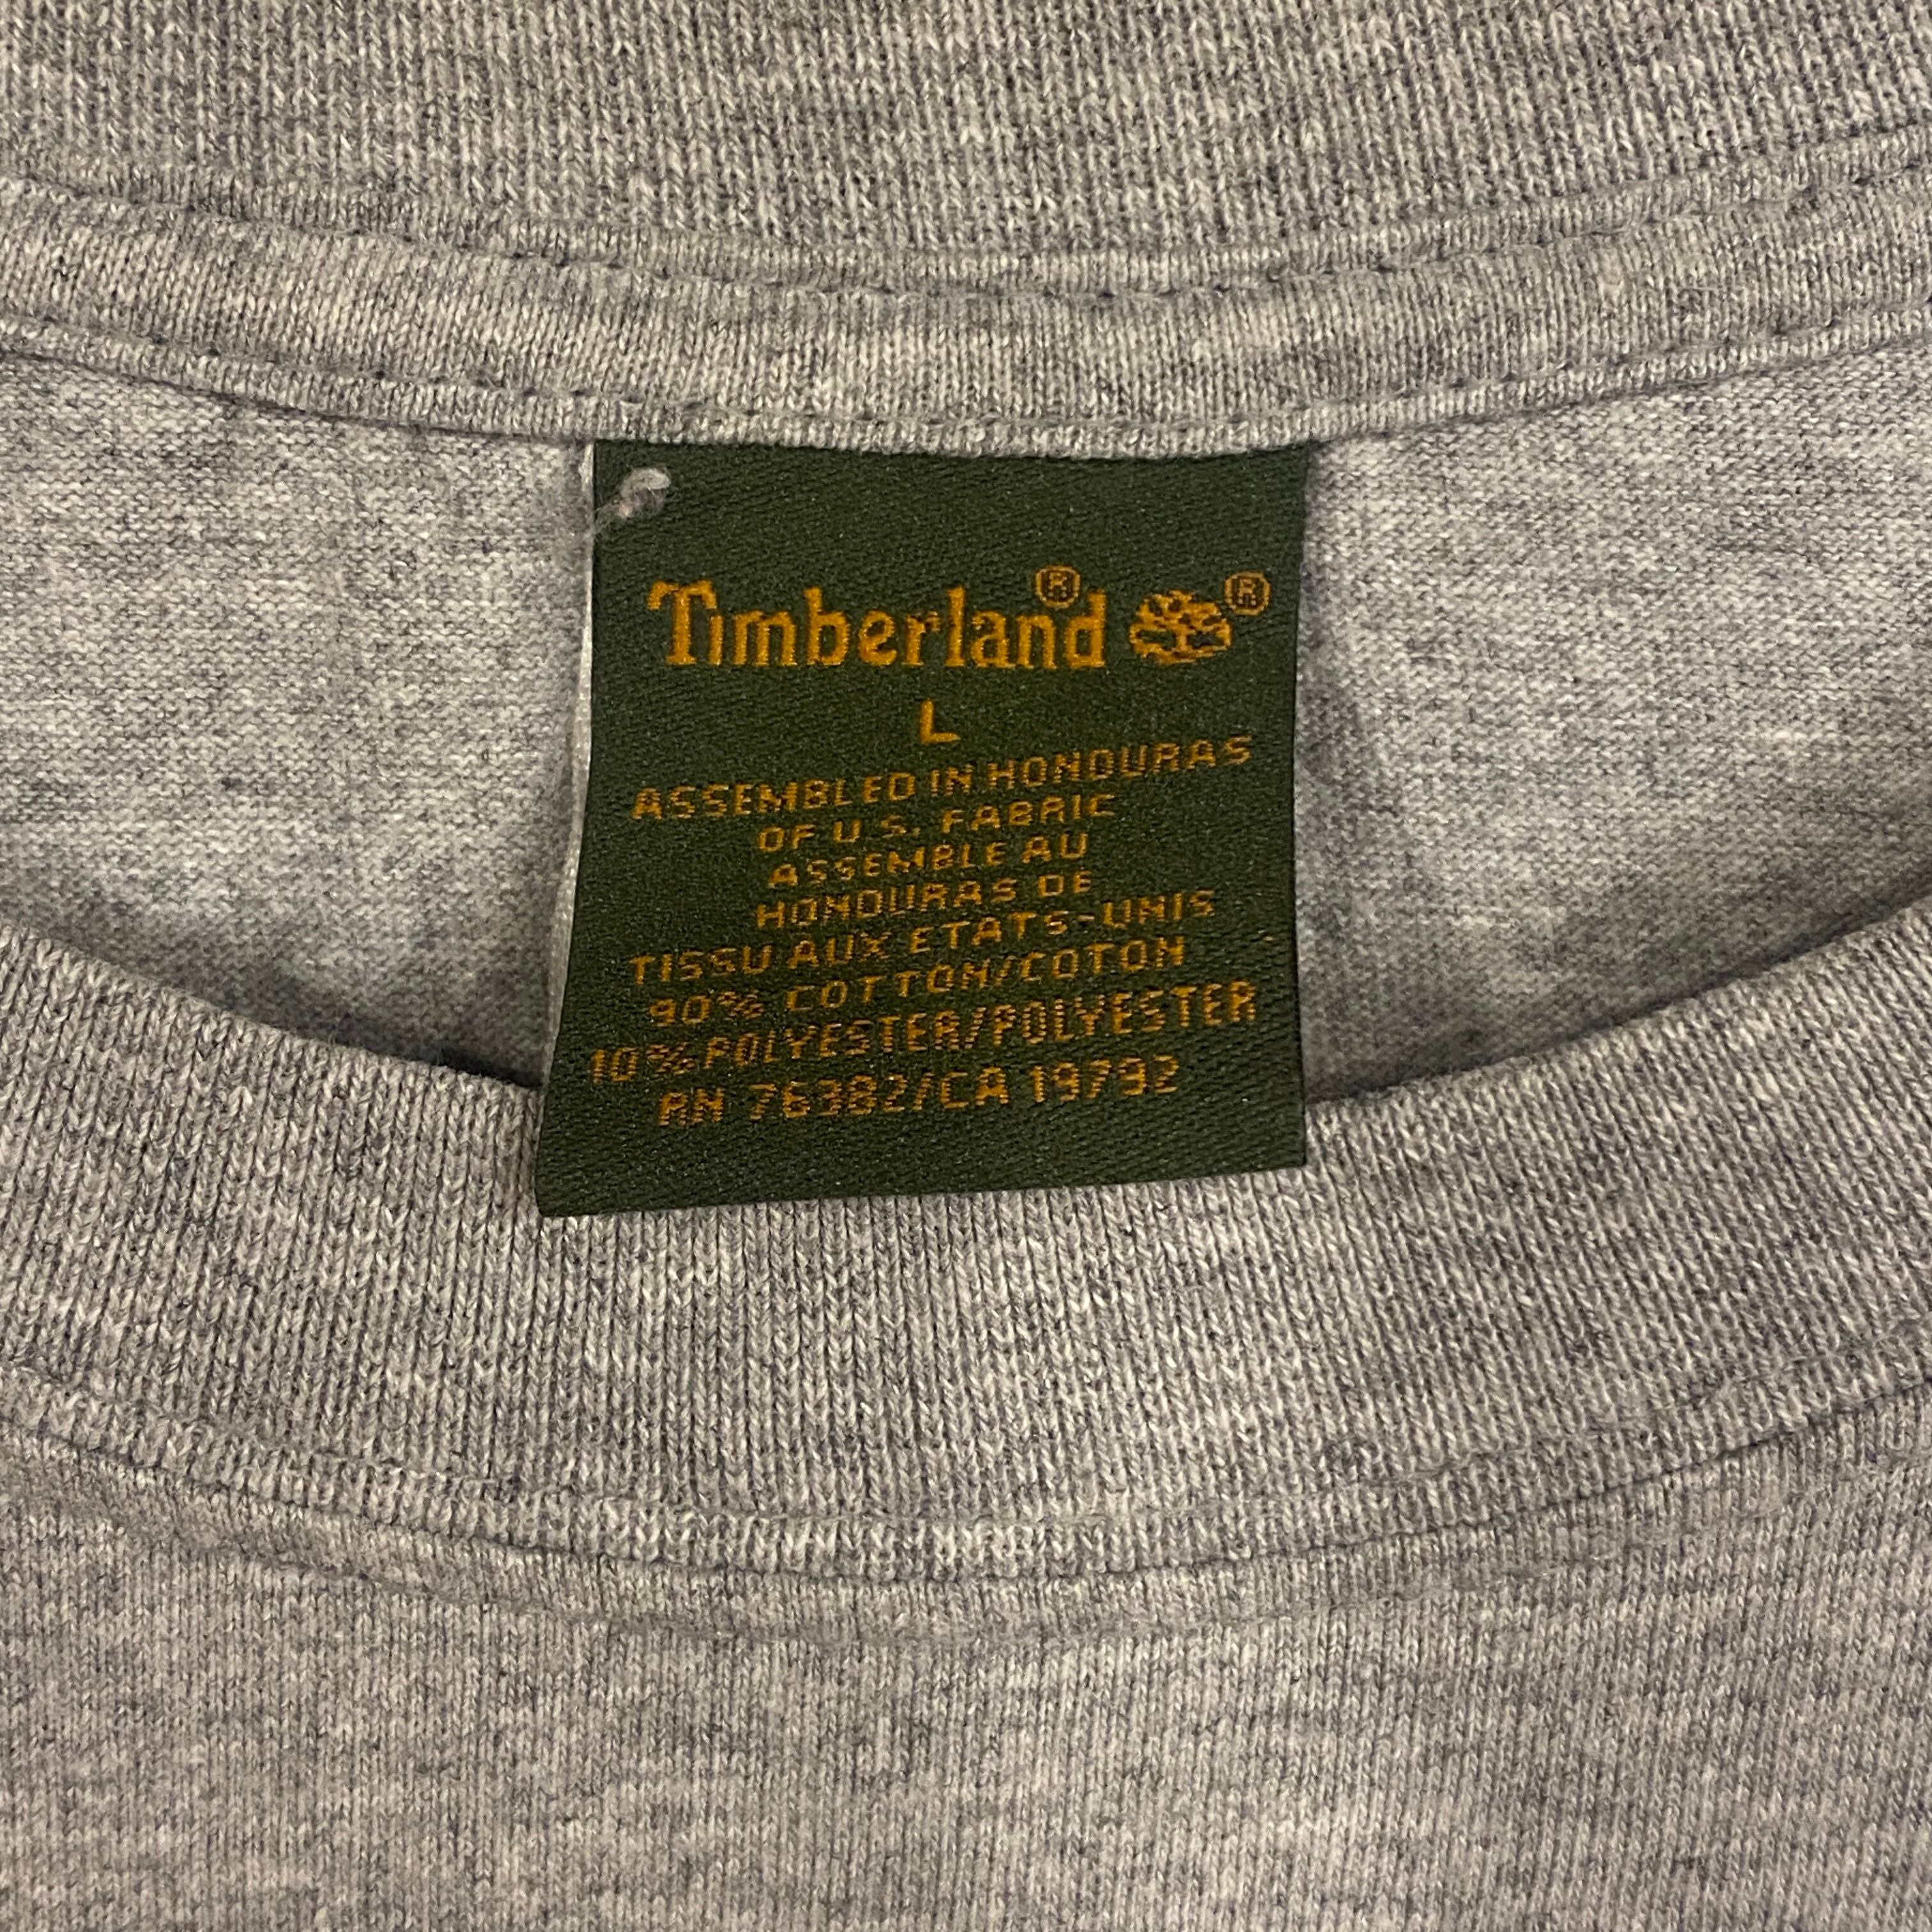 Timberland®
L
ASSEMBLED IN HONDURAS
OF U.S. FABRIC
ASSEMBLE AU
HONDURAS DE
TISSU AUX ETATS-UNIS
90% COTTON/COTON
10% POLYESTER/POLYESTER
RN 76382/CA 19792